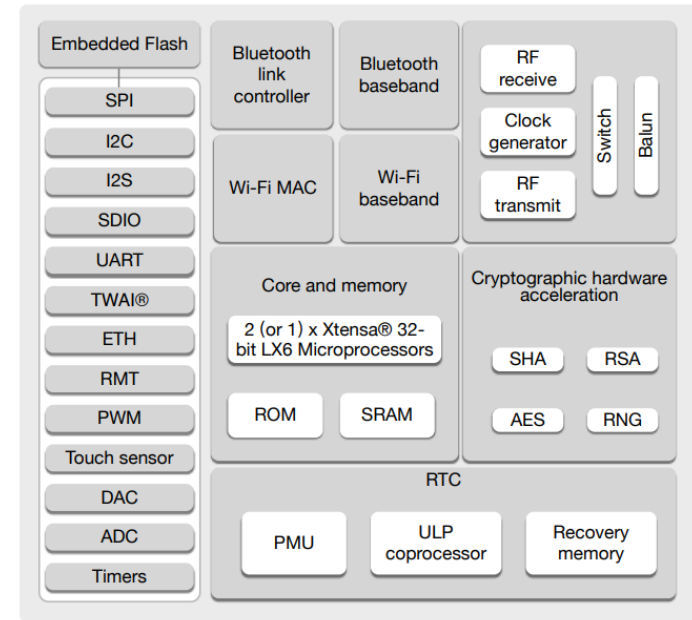 Embedded Flash
SPI
I2C
I2S
SDIO
UART
TWAI®
ETH
RMT
PWM
Touch sensor
DAC
ADC
Timers
Bluetooth
link
controller
Bluetooth
baseband
Wi-Fi MAC
Wi-Fi
baseband
RF
receive
Clock
generator
RF
transmit
Switch
Balun
Core and memory
2 (or 1) x Xtensa® 32-
bit LX6 Microprocessors
ROM
SRAM
Cryptographic hardware
acceleration
SHA
RSA
AES
RNG
RTC
PMU
ULP
coprocessor
Recovery
memory